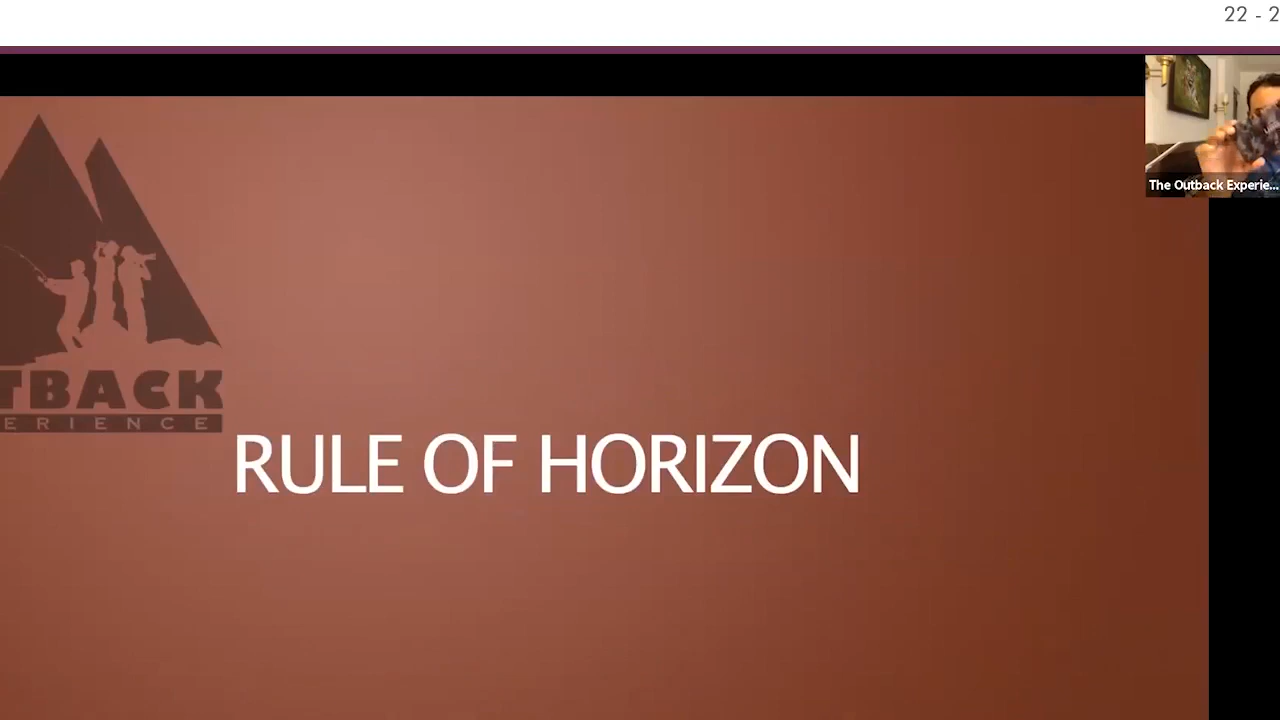 22 - 2
The Outback Experie...
TBACK
ERIENCE
RULE OF HORIZON